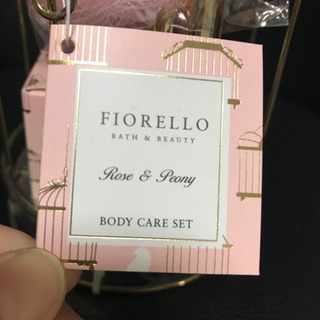 FIORELLO
BATH & BEAUTY
Rose & Peony
BODY CARE SET